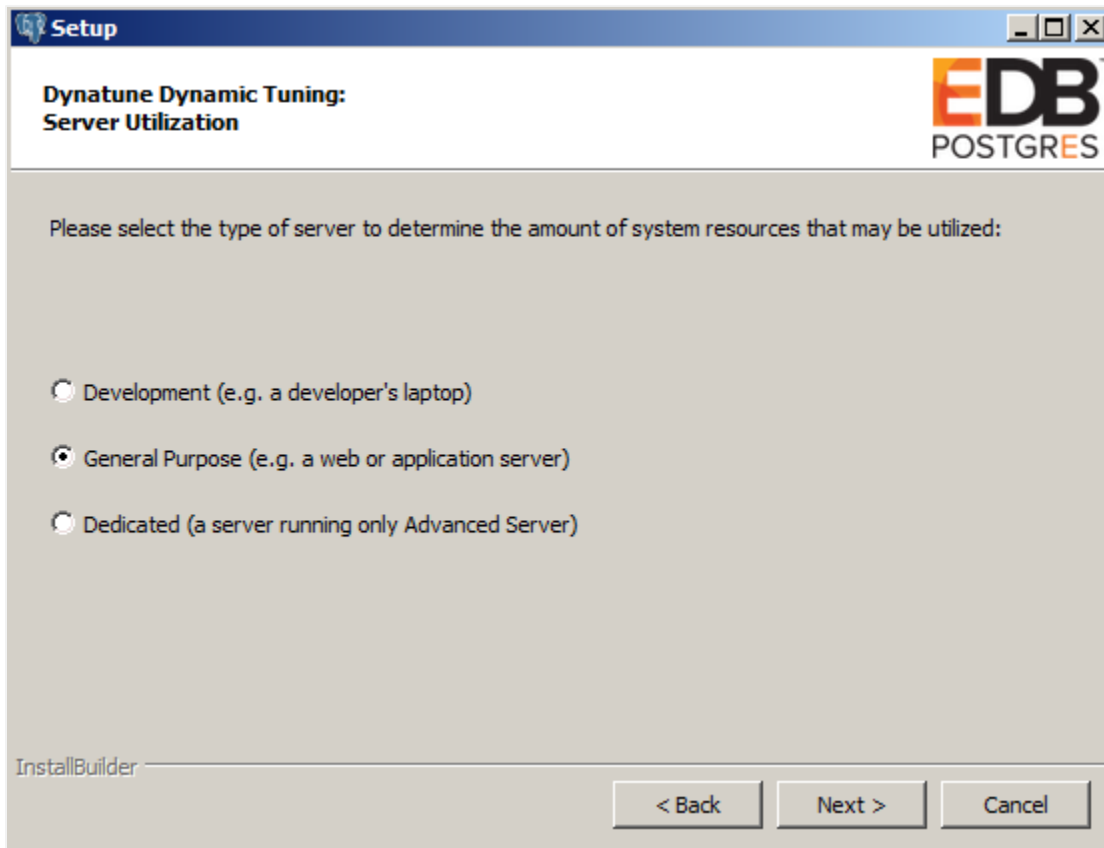 Setup
Dynatune Dynamic Tuning:
Server Utilization
EDB
POSTGRES
Please select the type of server to determine the amount of system resources that may be utilized:
Development (e.g. a developer's laptop)
General Purpose (e.g. a web or application server)
Dedicated (a server running only Advanced Server)
InstallBuilder
< Back
Next >
Cancel